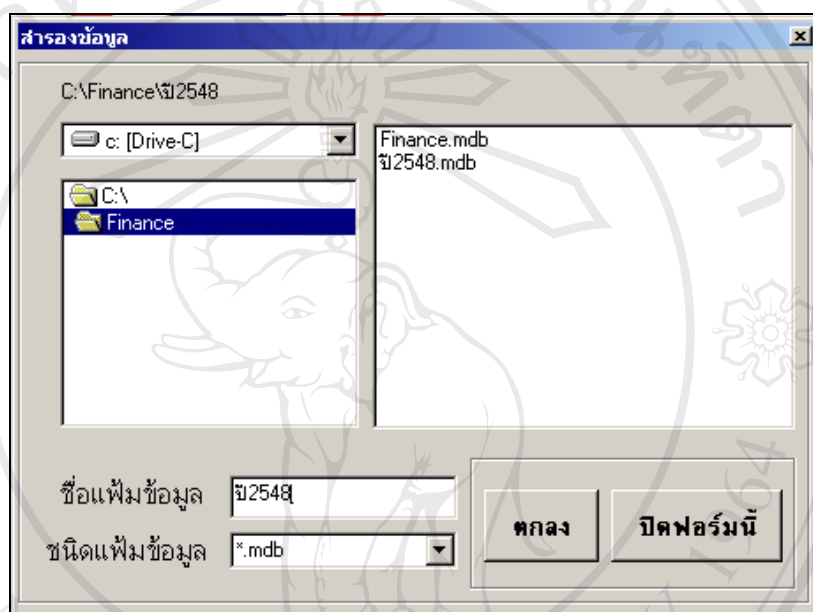 สำรองข้อมูล
C:\Finance\ปี2548
c: [Drive-C]
Finance.mdb
ปี2548.mdb
C:\
Finance
ชื่อแฟ้มข้อมูล
ปี2548
ชนิดแฟ้มข้อมูล
*.mdb
ตกลง
ปิดฟอร์มนี้
1964